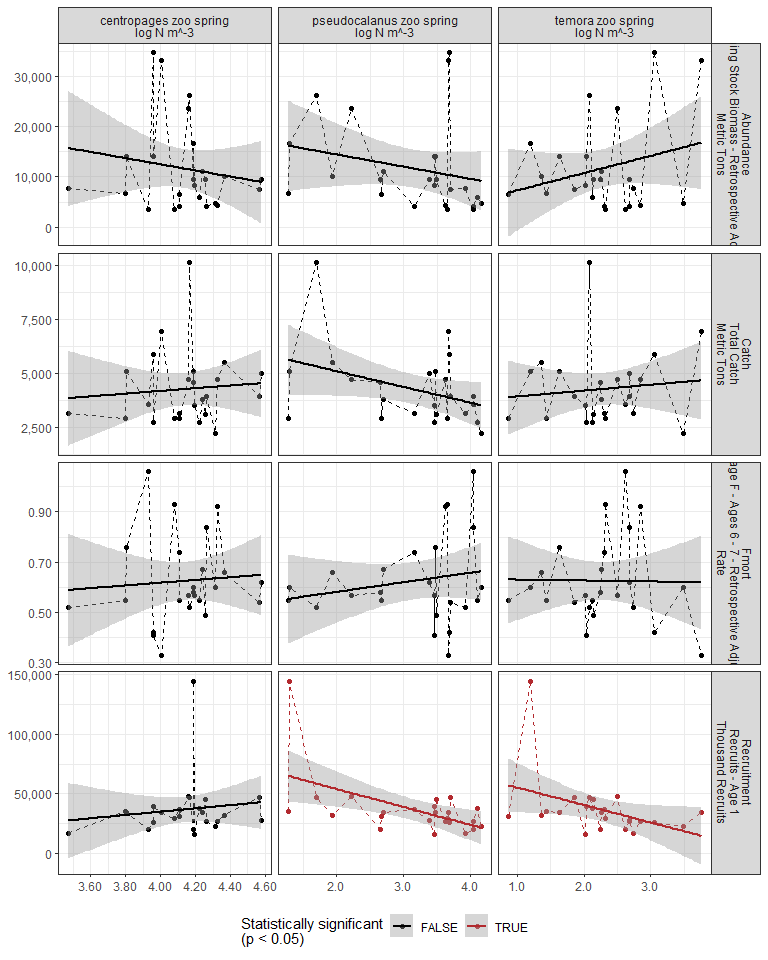 centropages zoo spring
log N m^-3
pseudocalanus zoo spring
log N m^-3
temora zoo spring
log N m^-3
30,000
20,000
10,000
0
Abundance
ing Stock Biomass - Retrospective Ad
Metric Tons
10,000
7,500
5,000
2,500
Catch
Total Catch
Metric Tons
0.90
0.70
0.50
0.30
Fmort
age F - Ages 6 - 7 - Retrospective Adju
Rate
150,000
100,000
50,000
0
Recruitment
Recruits - Age 1
Thousand Recruits
3.60 3.80 4.00 4.20 4.40 4.60
2.0 3.0 4.0
1.0 2.0 3.0
Statistically significant
(p < 0.05)
FALSE
TRUE